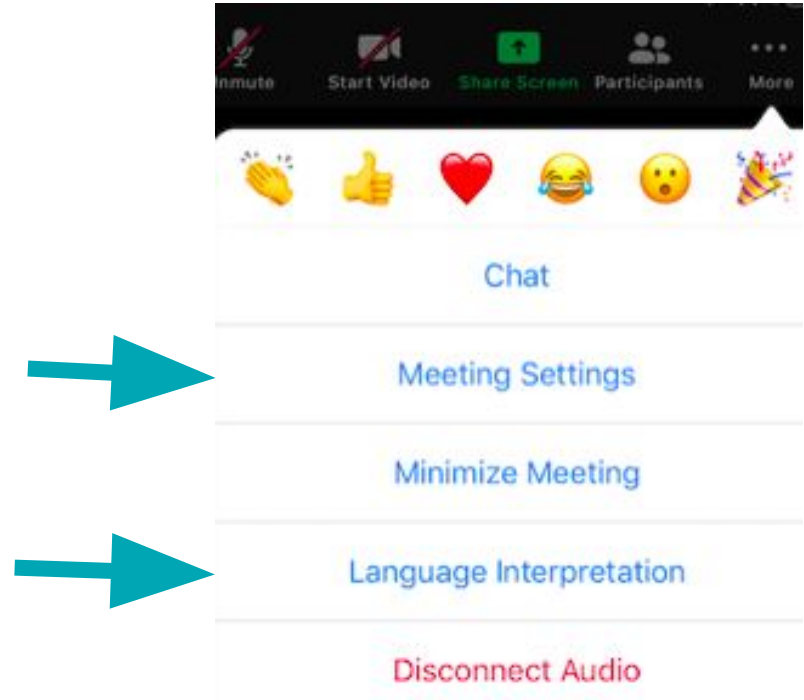 nmute Start Video Share Screen Participants More
Chat
Meeting Settings
Minimize Meeting
Language Interpretation
Disconnect Audio